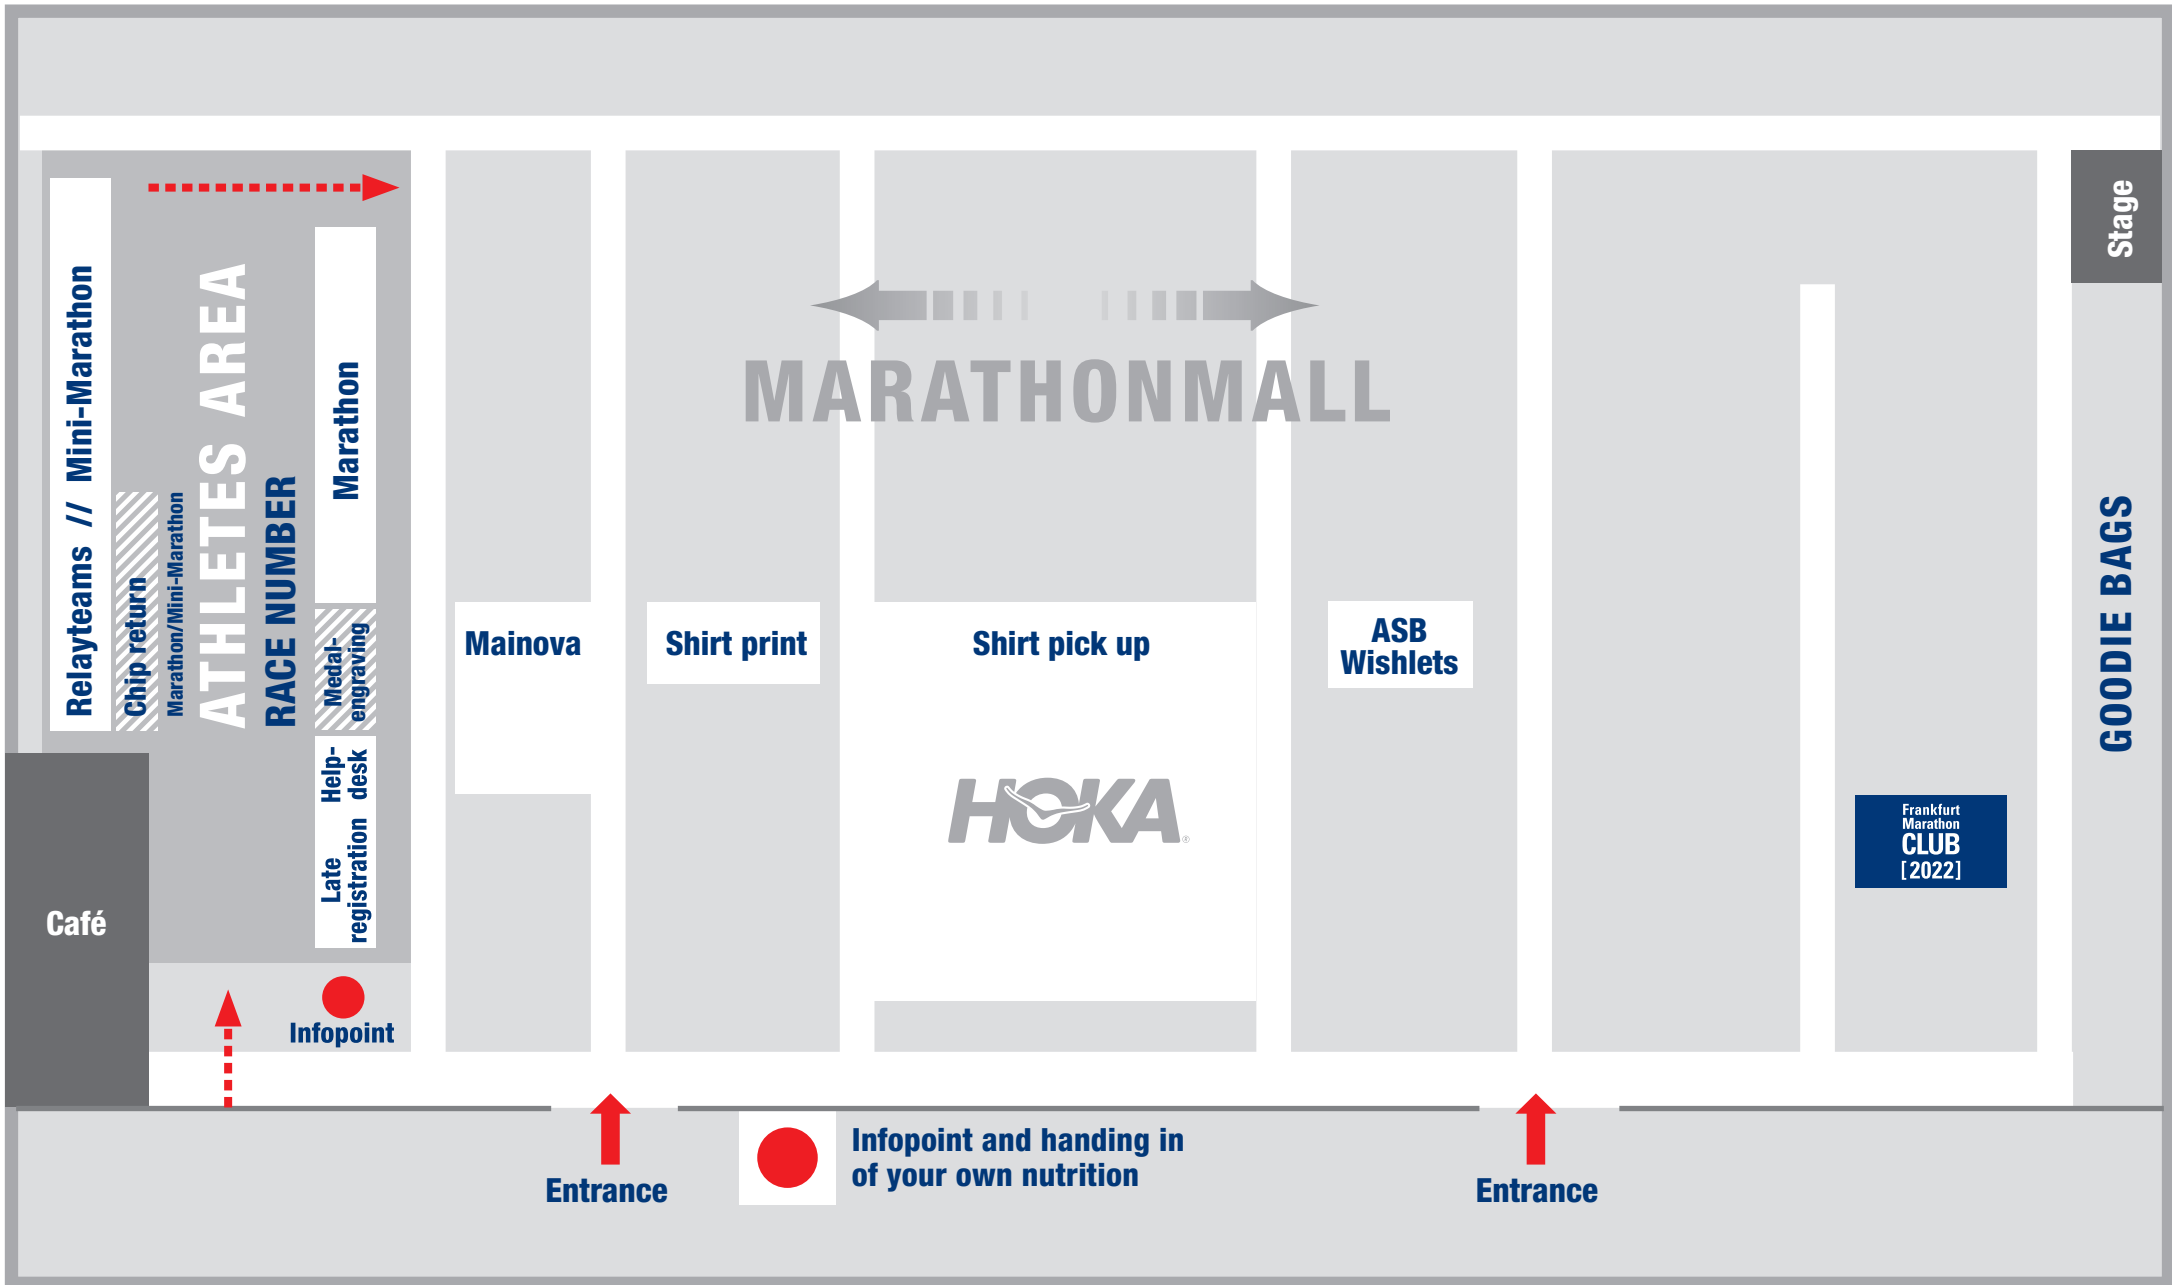 Relayteams // Mini-Marathon
Chip return
Marathon/Mini-Marathon
ATHLETES AREA
RACE NUMBER
Marathon
Medal-
engraving
Help-
desk
Late
registration
Café
Infopoint
MARATHONMALL
Mainova
Shirt print
Shirt pick up
HOKA®
ASB
Wishlets
Frankfurt
Marathon
CLUB
[2022]
Stage
GOODIE BAGS
Entrance
Infopoint and handing in
of your own nutrition
Entrance